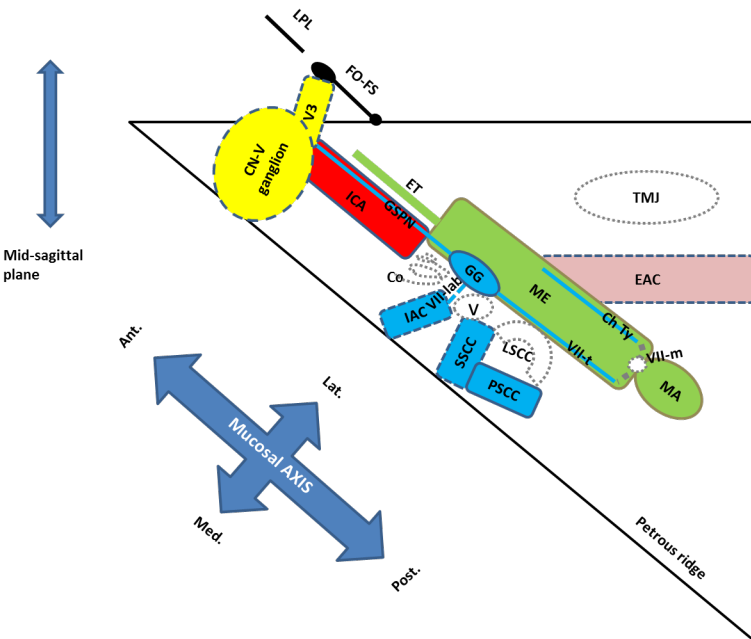 LPL
FO-FS
V3
CN-V
ganglion
ET
ICA
GSPN
TMJ
Mid-sagittal
plane
Co
GG
ME
EAC
IAC
VII-lab
V
Ch Ty
SSCC
LSCC
VII-t
VII-m
PSCC
MA
Ant.
Lat.
Mucosal AXIS
Med.
Post.
Petrous ridge